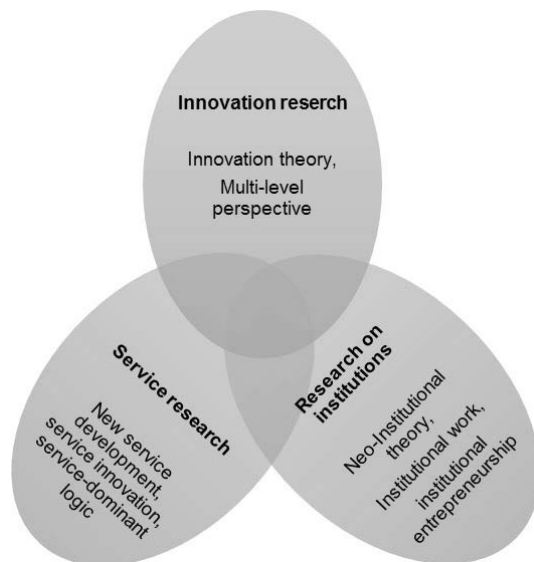 Innovation reserch
Innovation theory,
Multi-level
perspective
Service research
New service
development,
service innovation,
service-dominant
logic
Research on
institutions
Neo-Institutional
theory,
Institutional work,
institutional
entrepreneurship